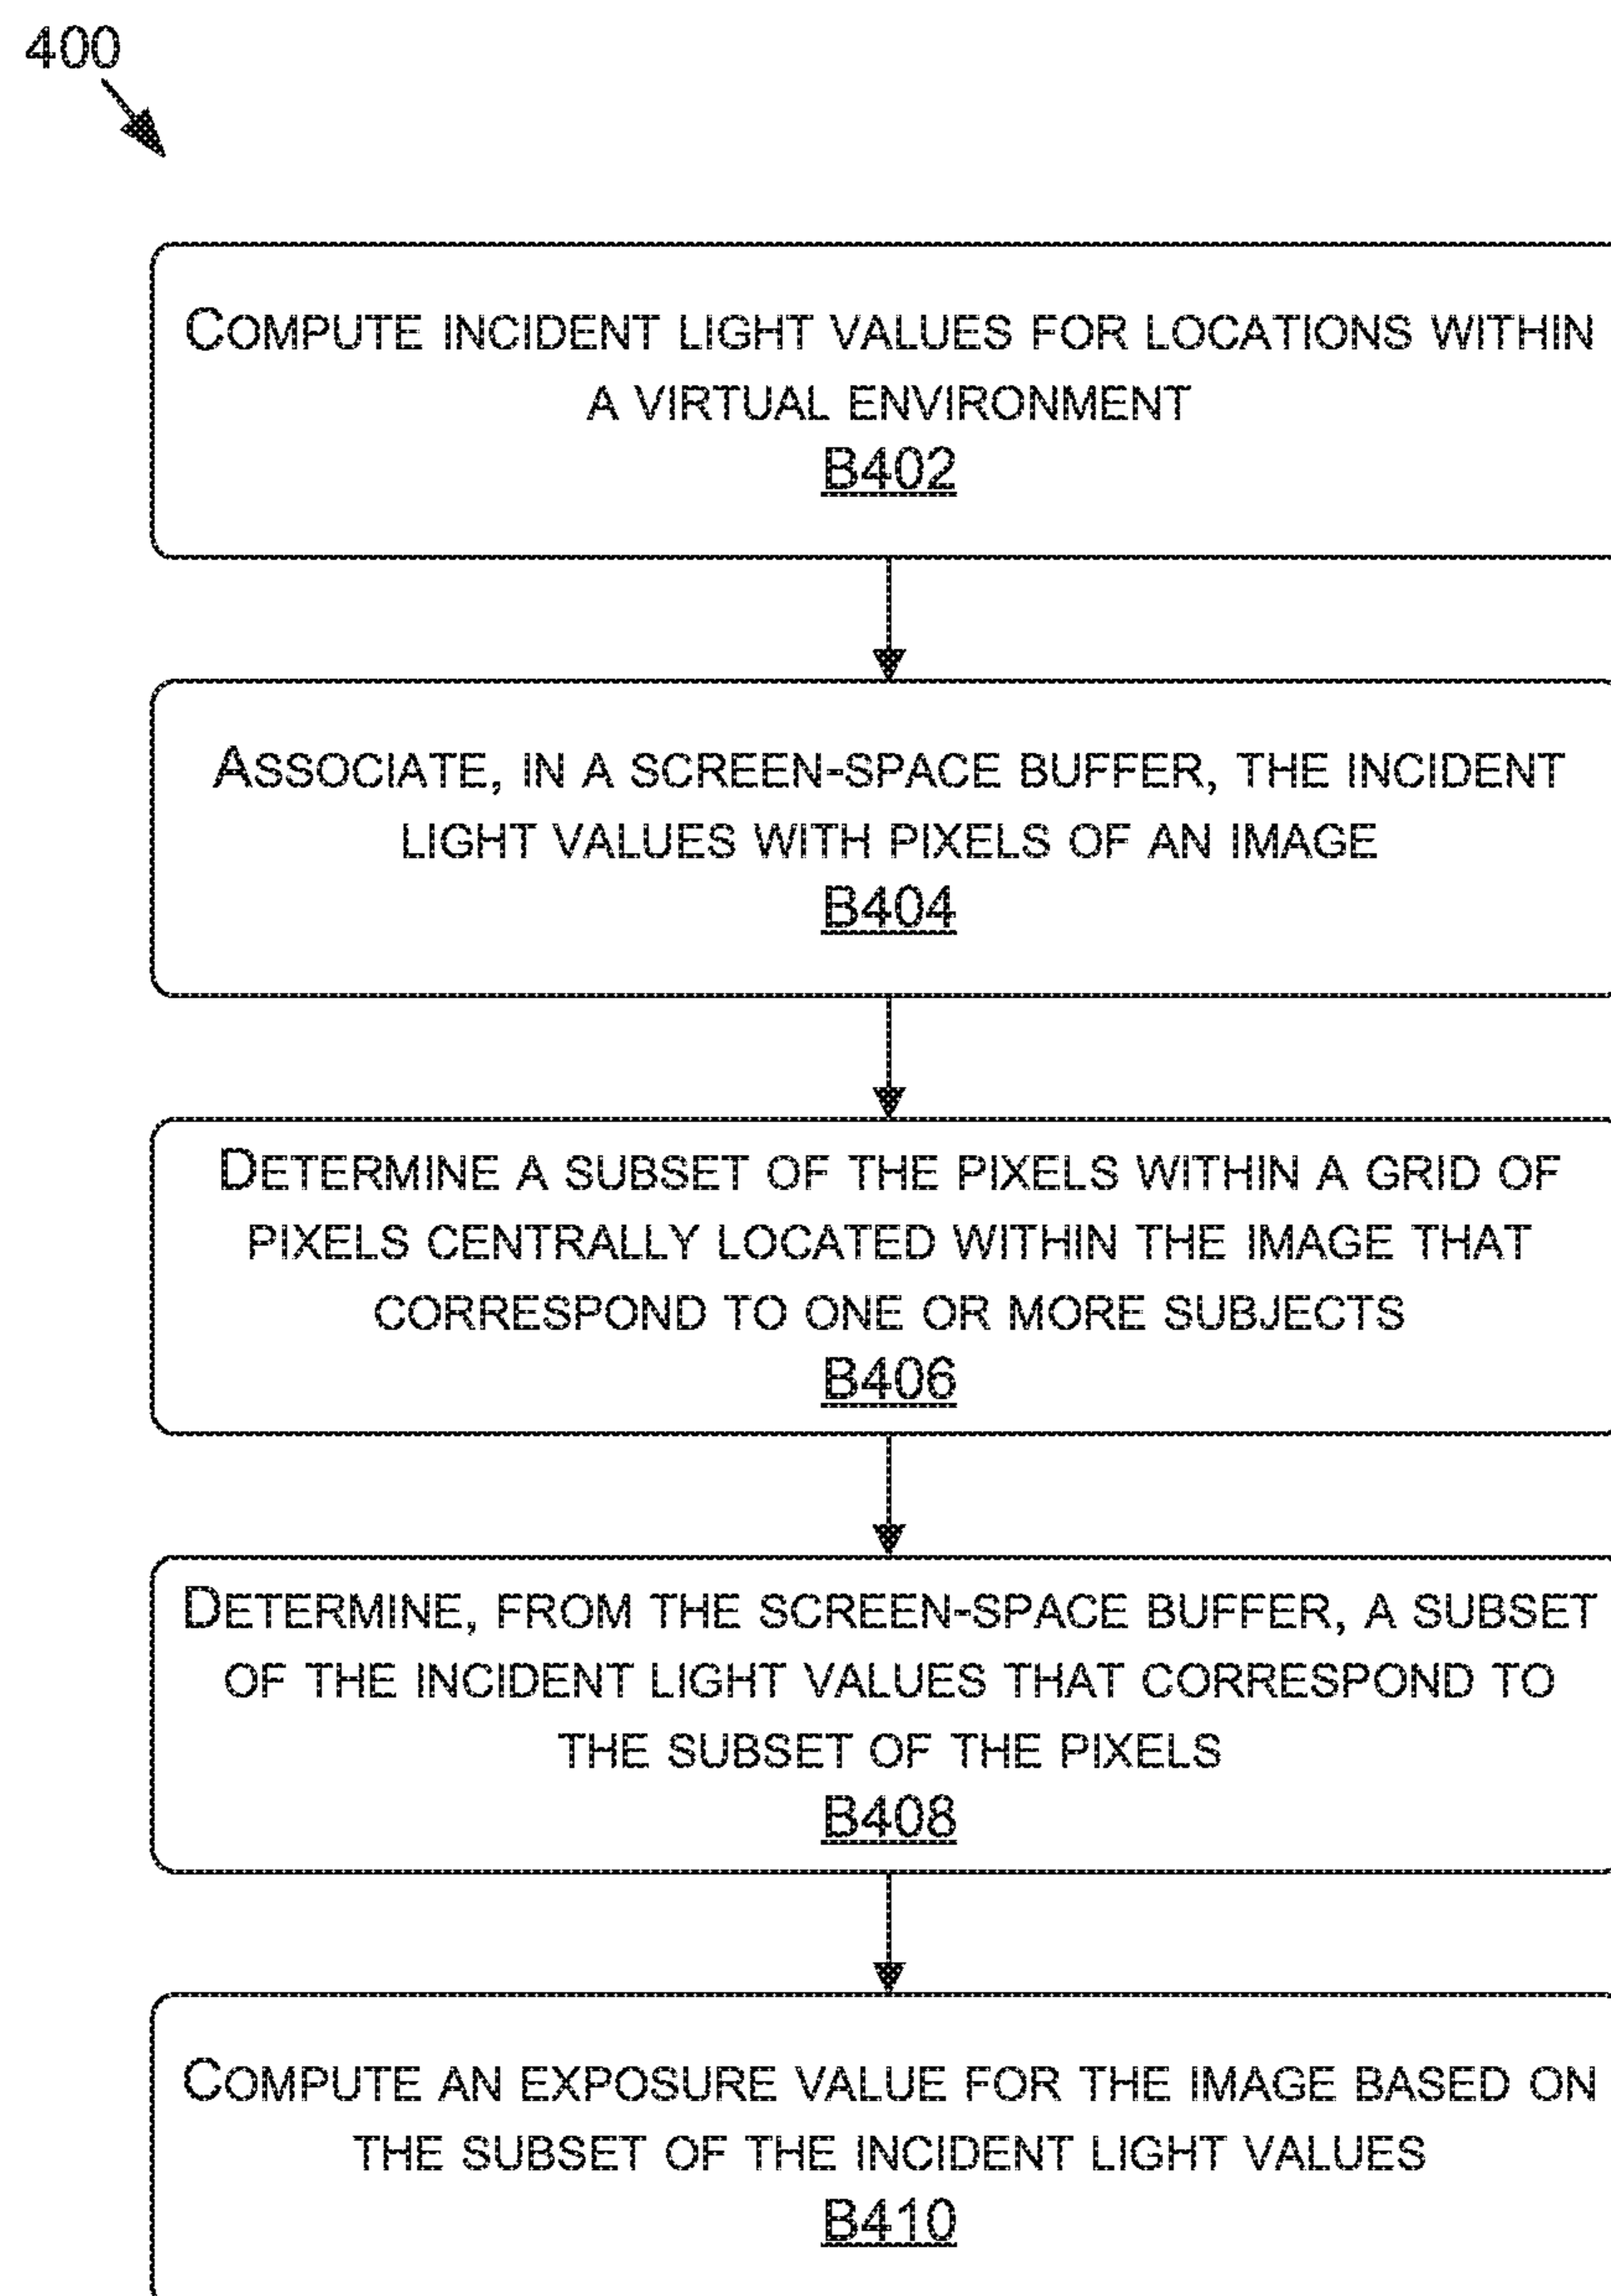 400
COMPUTE INCIDENT LIGHT VALUES FOR LOCATIONS WITHIN
A VIRTUAL ENVIRONMENT
B402
ASSOCIATE, IN A SCREEN-SPACE BUFFER, THE INCIDENT
LIGHT VALUES WITH PIXELS OF AN IMAGE
B404
DETERMINE A SUBSET OF THE PIXELS WITHIN A GRID OF
PIXELS CENTRALLY LOCATED WITHIN THE IMAGE THAT
CORRESPOND TO ONE OR MORE SUBJECTS
B406
DETERMINE, FROM THE SCREEN-SPACE BUFFER, A SUBSET
OF THE INCIDENT LIGHT VALUES THAT CORRESPOND TO
THE SUBSET OF THE PIXELS
B408
COMPUTE AN EXPOSURE VALUE FOR THE IMAGE BASED ON
THE SUBSET OF THE INCIDENT LIGHT VALUES
B410